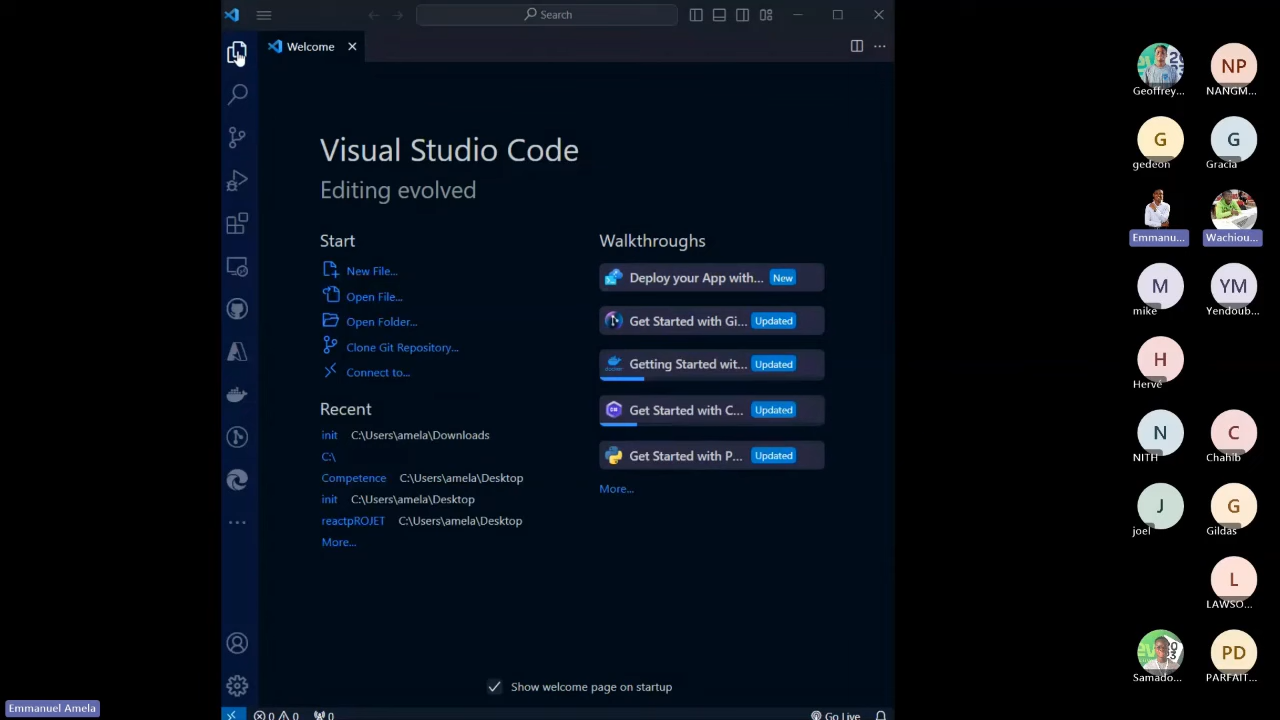 Search
Welcome
Visual Studio Code
Editing evolved
Start
New File...
Open File...
Open Folder...
Clone Git Repository...
Connect to...
Recent
init C:\Users\amela\Downloads
C:\
Competence C:\Users\amela\Desktop
init C:\Users\amela\Desktop
reactpROJET C:\Users\amela\Desktop
More...
Walkthroughs
Deploy your App with... New
Get Started with Gi... Updated
Getting Started wit... Updated
Get Started with C... Updated
Get Started with P... Updated
More...
Show welcome page on startup
0 0 0
Go Live
Emmanuel Amela
Geoffrey...
NP
NANGM...
G
gedeon
G
Gracia
Emmanu...
Wachiou...
M
mike
YM
Yendoub...
H
Hervé
N
NITH
C
Chahib
J
joel
G
Gildas
L
LAWSO...
Samado...
PD
PARFAIT...